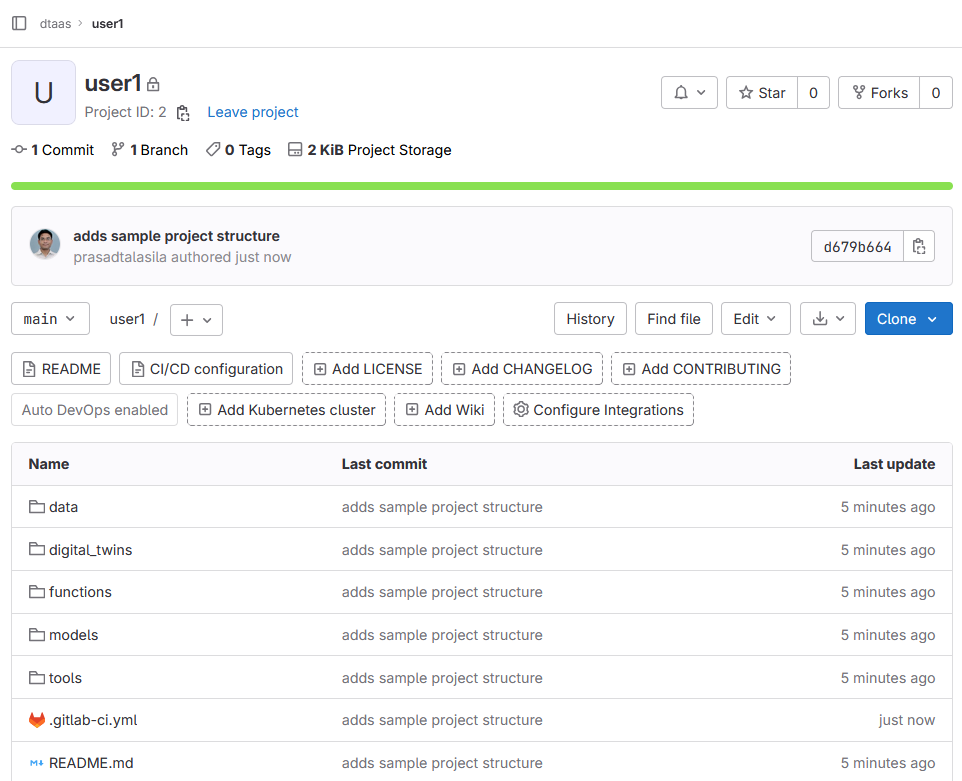 dtaas > user1
U
user1
Project ID: 2 Leave project
Star 0 Forks 0
1 Commit 1 Branch 0 Tags 2 KiB Project Storage
adds sample project structure
prasadtalasila authored just now
d679b664
main user1 / + History Find file Edit Clone
README CI/CD configuration Add LICENSE Add CHANGELOG Add CONTRIBUTING
Auto DevOps enabled Add Kubernetes cluster Add Wiki Configure Integrations
Name Last commit Last update
data adds sample project structure 5 minutes ago
digital_twins adds sample project structure 5 minutes ago
functions adds sample project structure 5 minutes ago
models adds sample project structure 5 minutes ago
tools adds sample project structure 5 minutes ago
.gitlab-ci.yml adds sample project structure just now
README.md adds sample project structure 5 minutes ago